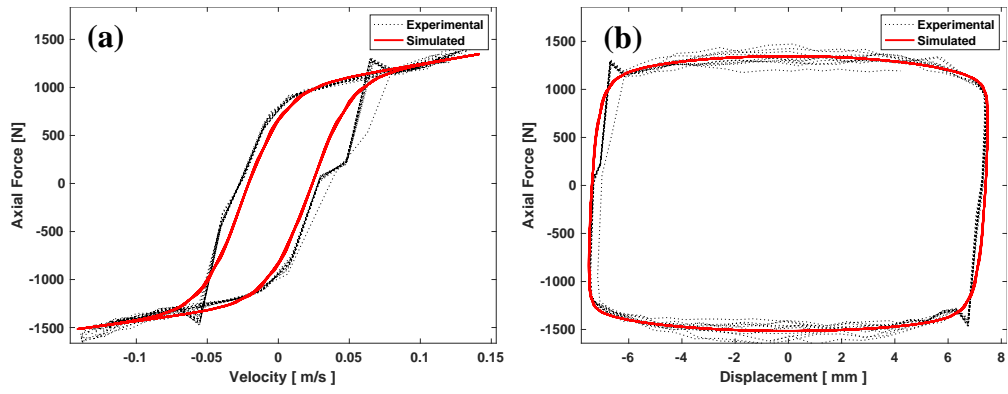 (a)
Experimental
Simulated
1500
1000
500
0
-500
-1000
-1500
Axial Force [N]
-0.1
-0.05
0
0.05
0.1
0.15
Velocity [ m/s ]
(b)
Experimental
Simulated
1500
1000
500
0
-500
1000
-1500
Axial Force [N]
-6
-4
-2
0
2
4
6
8
Displacement [ mm ]